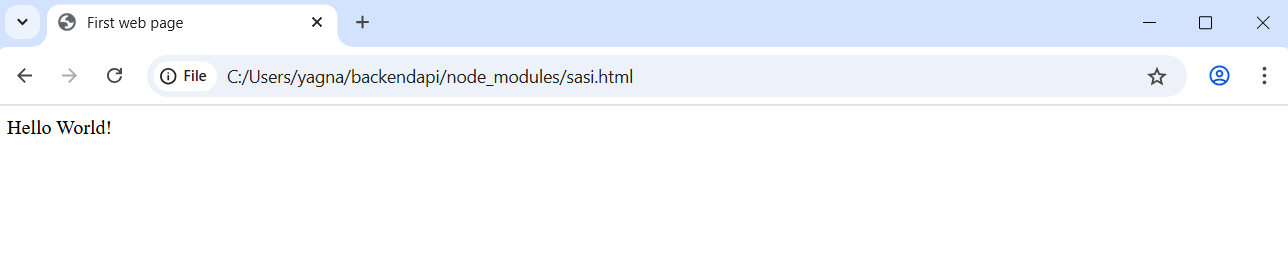 First web page
File C:/Users/yagna/backendapi/node_modules/sasi.html
Hello World!